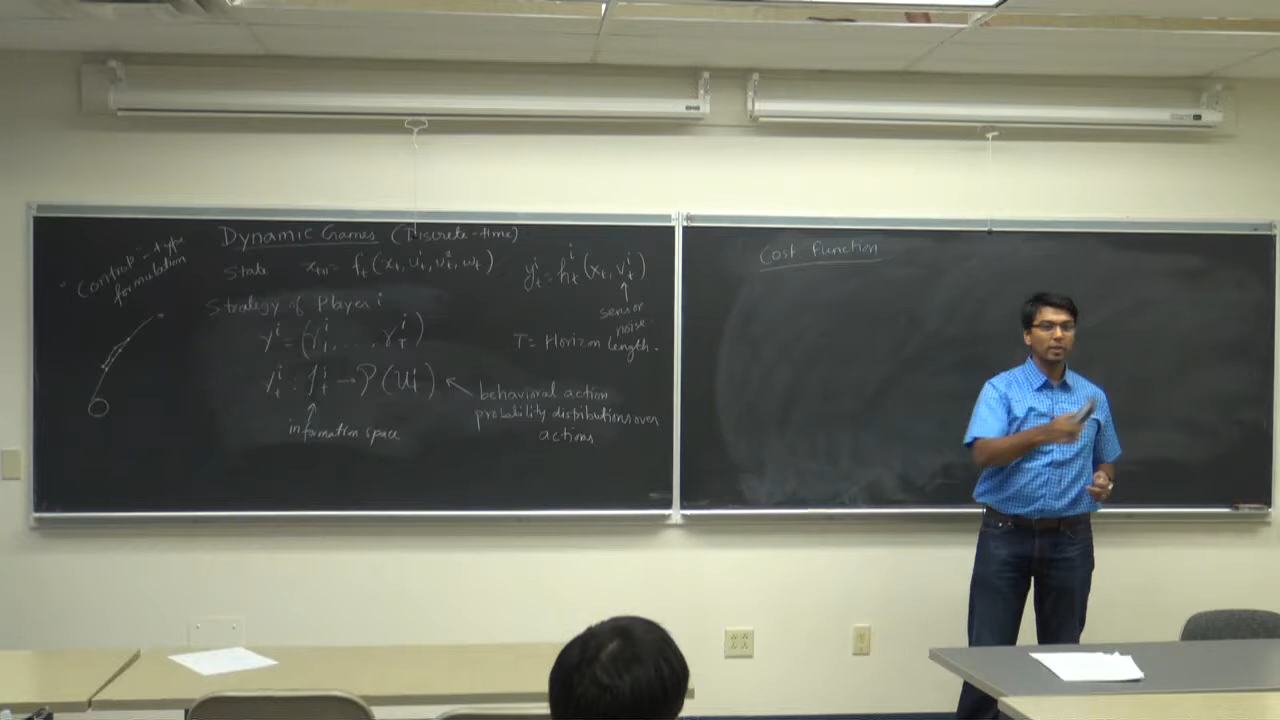 Control-type
formulation
Dynamic Games (Discrete-time)
State x_{t+1} = f_t(x_t, u_t^1, u_t^2, w_t)
y_t^i = h_t^i(x_t, v_t^i)
↑
sensor
noise
Strategy of Player i
γ^i = (γ_1^i, ..., γ_T^i)
T = Horizon length.
γ_t^i : I_t^i → P(U_t^i)
↑
information space
behavioral action
probability distributions over
actions
Cost Function